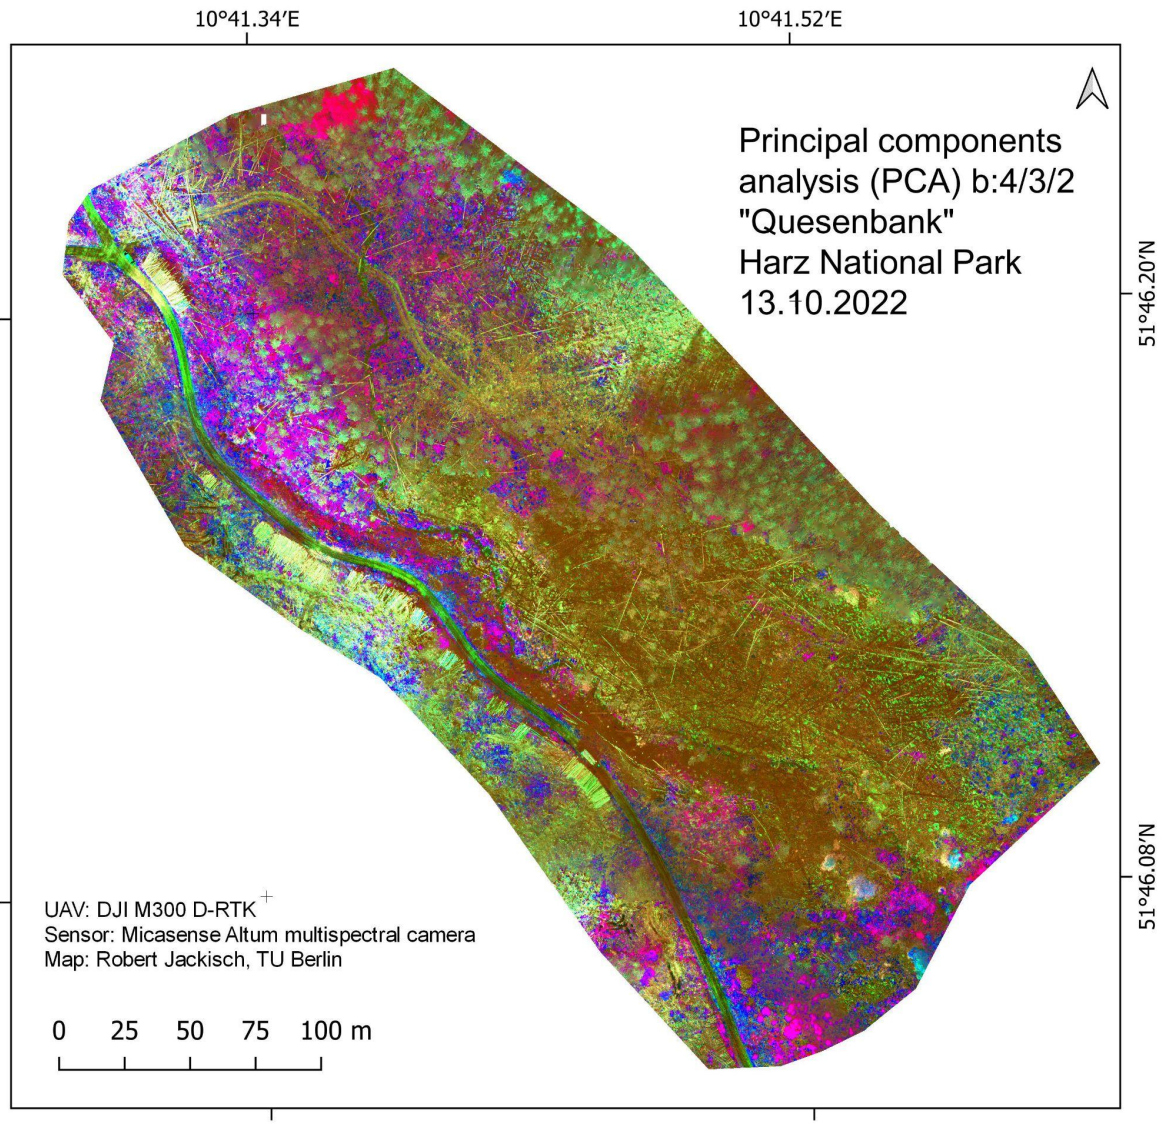 10°41.34′E
10°41.52′E
Principal components
analysis (PCA) b:4/3/2
"Quesenbank"
Harz National Park
13.10.2022
51°46.20′N
51°46.08′N
UAV: DJI M300 D-RTK
Sensor: Micasense Altum multispectral camera
Map: Robert Jackisch, TU Berlin
0 25 50 75 100 m